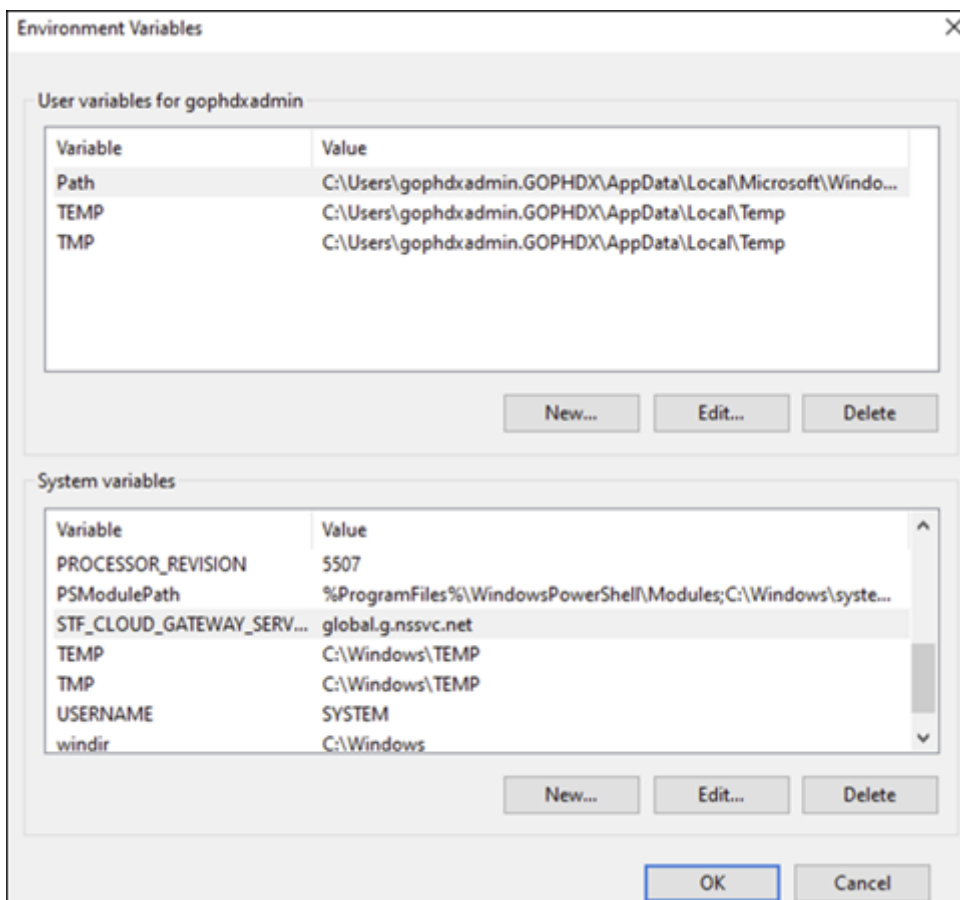 Environment Variables
User variables for gophdxadmin
Variable Value
Path C:\Users\gophdxadmin.GOPHDX\AppData\Local\Microsoft\Windo...
TEMP C:\Users\gophdxadmin.GOPHDX\AppData\Local\Temp
TMP C:\Users\gophdxadmin.GOPHDX\AppData\Local\Temp
New... Edit... Delete
System variables
Variable Value
PROCESSOR_REVISION 5507
PSModulePath %ProgramFiles%\WindowsPowerShell\Modules;C:\Windows\syste...
STF_CLOUD_GATEWAY_SERV... global.g.nssvc.net
TEMP C:\Windows\TEMP
TMP C:\Windows\TEMP
USERNAME SYSTEM
windir C:\Windows
New... Edit... Delete
OK Cancel